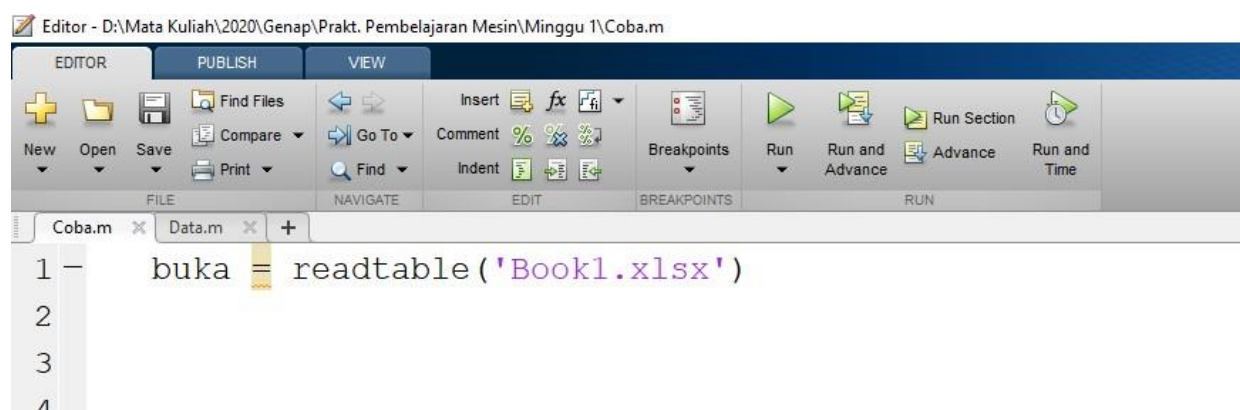 Editor - D:\Mata Kuliah\2020\Genap\Prakt. Pembelajaran Mesin\Minggu 1\Coba.m
EDITOR PUBLISH VIEW
New Open Save Find Files Compare Print
Go To Find
Insert fx
Comment
Indent
Breakpoints Run Run and Advance Run Section Advance Run and Time
FILE NAVIGATE EDIT BREAKPOINTS RUN
Coba.m Data.m +
1 buka = readtable('Book1.xlsx')
2
3
4